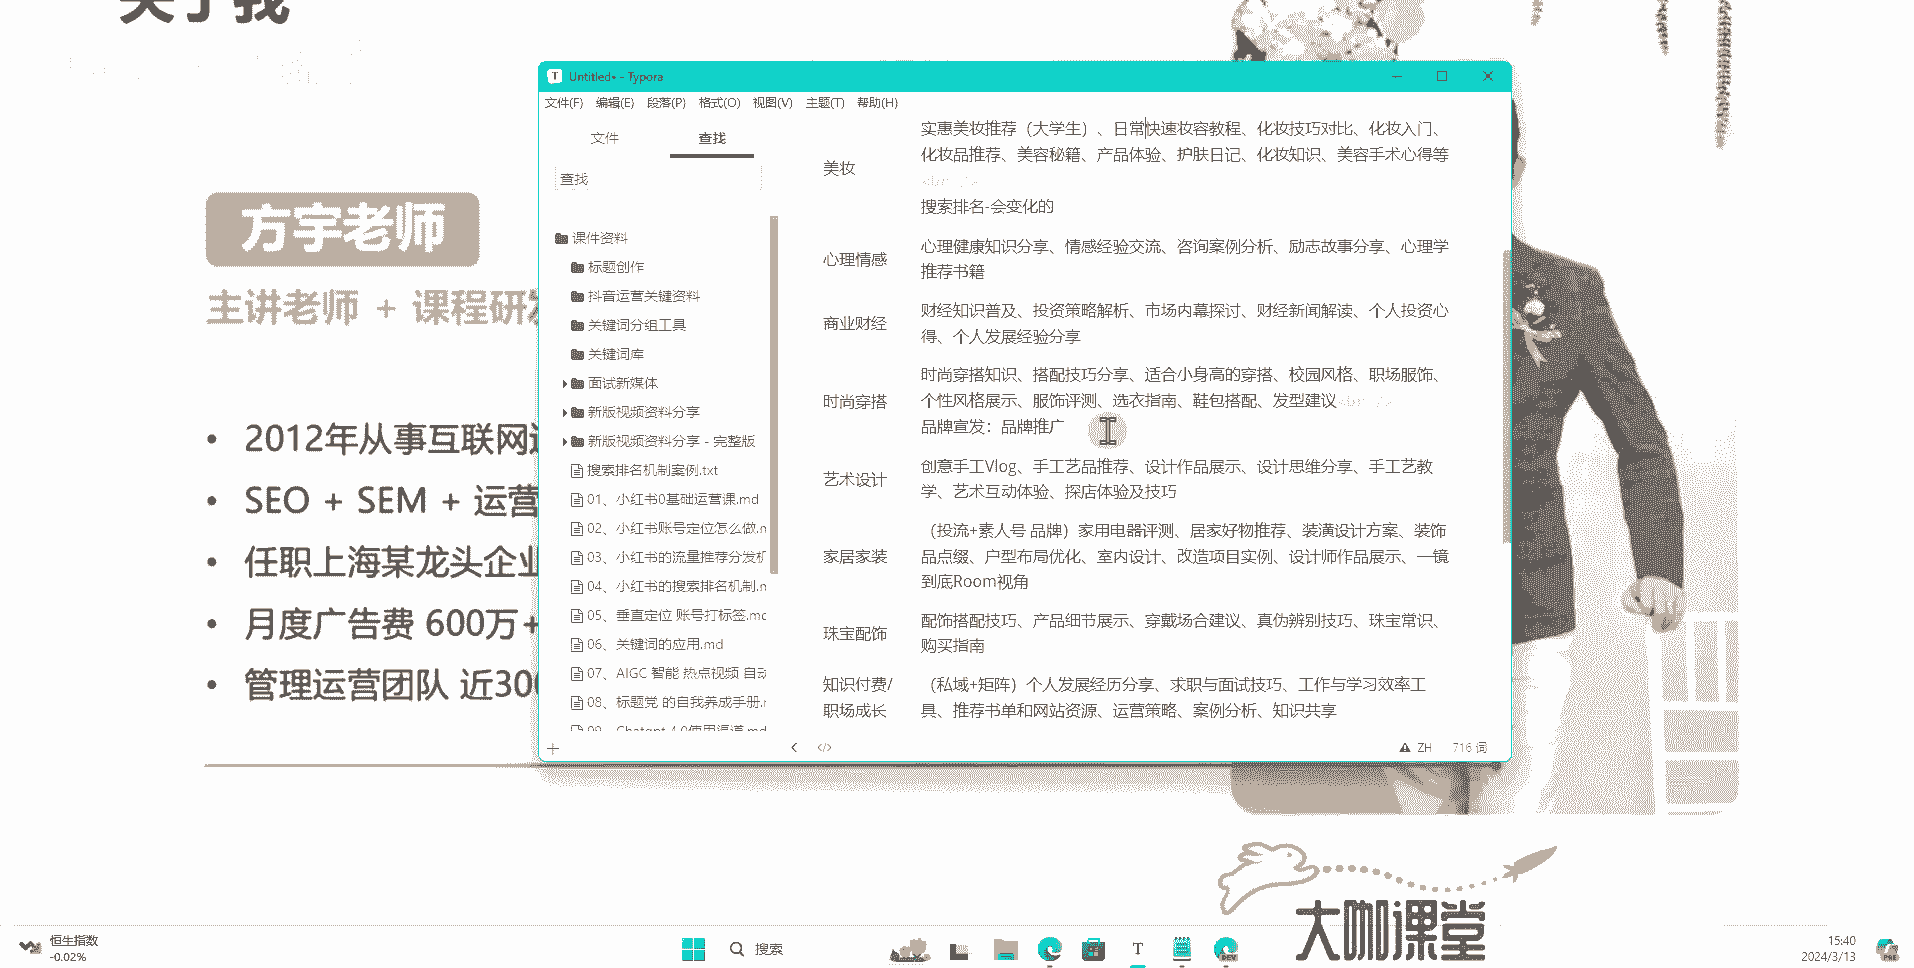 关于我
方宇老师
主讲老师 + 课程研发
• 2012年从事互联网
• SEO + SEM + 运营
• 任职上海某龙头企业
• 月度广告费 600万+
• 管理运营团队 近300
Untitled• - Typora
文件(F) 编辑(E) 段落(P) 格式(O) 视图(V) 主题(T) 帮助(H)
文件 查找
查找
课件资料
标题创作
抖音运营关键资料
关键词分组工具
关键词库
面试新媒体
新版视频资料分享
新版视频资料分享 - 完整版
搜索排名机制案例.txt
01、小红书0基础运营课.md
02、小红书账号定位怎么做.m
03、小红书的流量推荐分发机
04、小红书的搜索排名机制.m
05、垂直定位 账号打标签.mc
06、关键词的应用.md
07、AIGC 智能 热点视频 自动
08、标题党 的自我养成手册.r
09、Chatgpt 4.0使用渠道.md
美妆
实惠美妆推荐（大学生）、日常快速妆容教程、化妆技巧对比、化妆入门、
化妆品推荐、美容秘籍、产品体验、护肤日记、化妆知识、美容手术心得等
<br />
搜索排名-会变化的
心理情感
心理健康知识分享、情感经验交流、咨询案例分析、励志故事分享、心理学
推荐书籍
商业财经
财经知识普及、投资策略解析、市场内幕探讨、财经新闻解读、个人投资心
得、个人发展经验分享
时尚穿搭
时尚穿搭知识、搭配技巧分享、适合小身高的穿搭、校园风格、职场服饰、
个性风格展示、服饰评测、选衣指南、鞋包搭配、发型建议<br />
品牌宣发：品牌推广
艺术设计
创意手工Vlog、手工艺品推荐、设计作品展示、设计思维分享、手工艺教
学、艺术互动体验、探店体验及技巧
家居家装
（投流+素人号 品牌）家用电器评测、居家好物推荐、装潢设计方案、装饰
品点缀、户型布局优化、室内设计、改造项目实例、设计师作品展示、一镜
到底Room视角
珠宝配饰
配饰搭配技巧、产品细节展示、穿戴场合建议、真伪辨别技巧、珠宝常识、
购买指南
知识付费/
职场成长
（私域+矩阵）个人发展经历分享、求职与面试技巧、工作与学习效率工
具、推荐书单和网站资源、运营策略、案例分析、知识共享
ZH 716 词
大咖课堂
恒生指数
-0.02%
搜索
DEV
15:40
2024/3/13
PRE